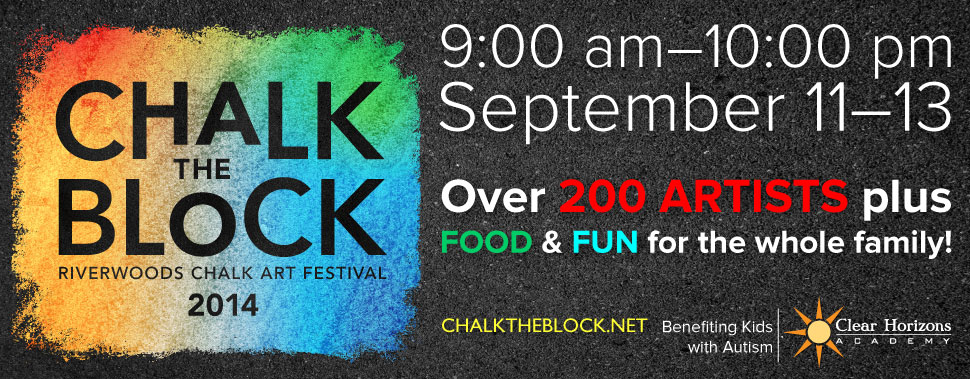 CHALK
THE
BLOCK
RIVERWOODS CHALK ART FESTIVAL
2014
9:00 am–10:00 pm
September 11–13
Over 200 ARTISTS plus
FOOD & FUN for the whole family!
CHALKTHEBLOCK.NET
Benefiting Kids
with Autism
Clear Horizons
ACADEMY